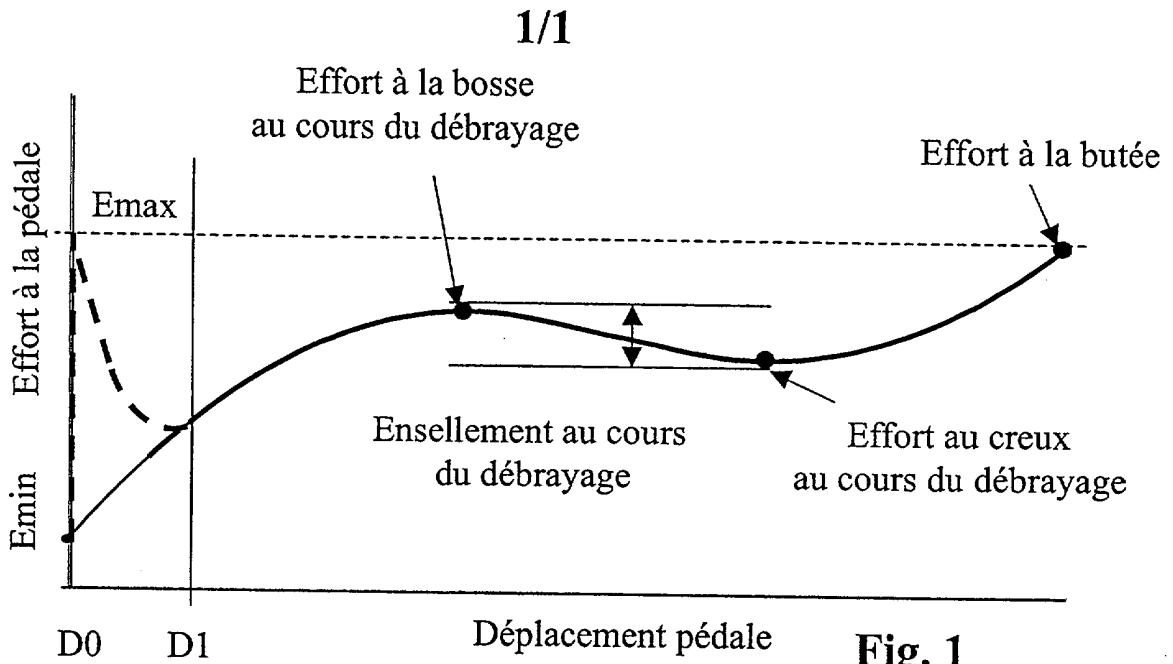 1/1
Effort à la bosse
au cours du débrayage
Effort à la butée
Effort à la pédale
Emax
Ensellement au cours
du débrayage
Effort au creux
au cours du débrayage
Emin
D0
D1
Déplacement pédale
Fig. 1